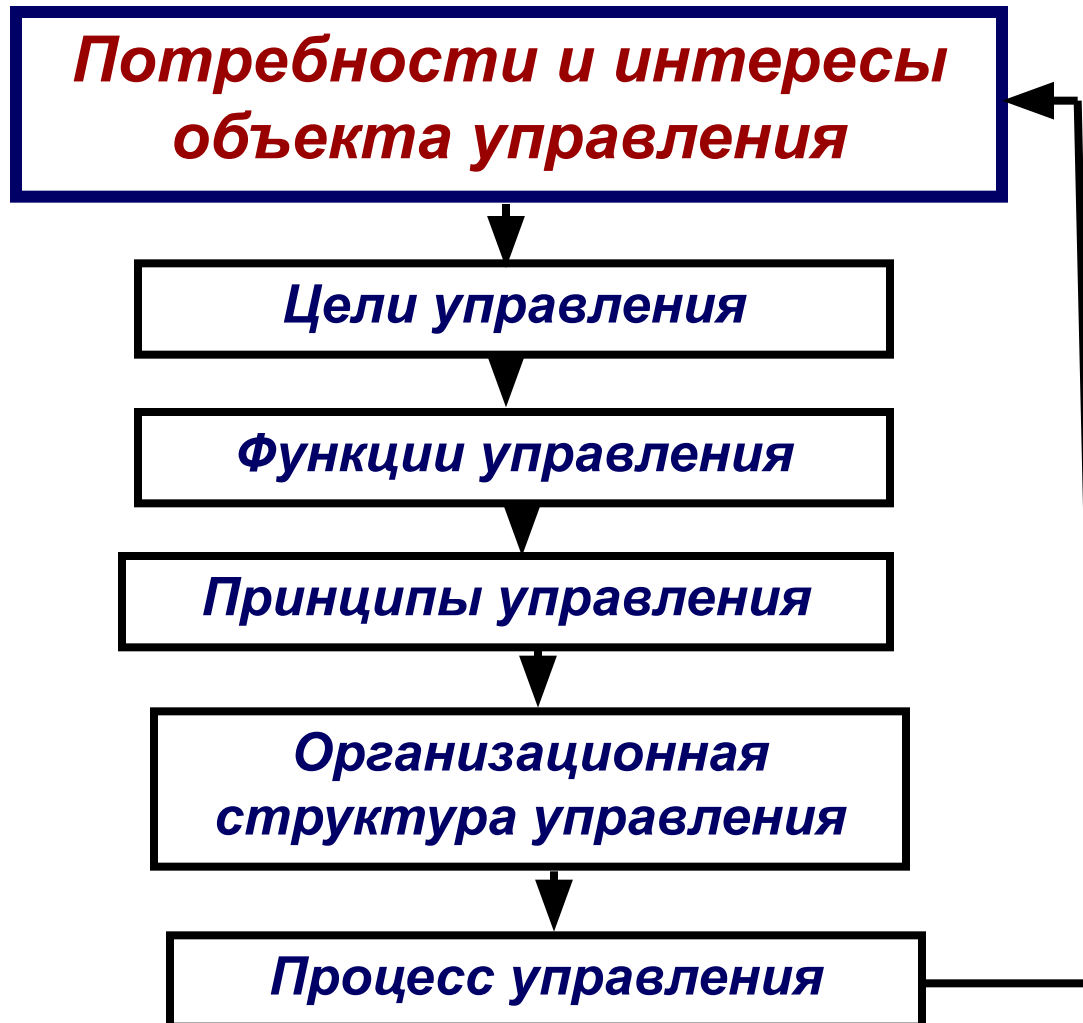 Потребности и интересы
объекта управления
Цели управления
Функции управления
Принципы управления
Организационная
структура управления
Процесс управления